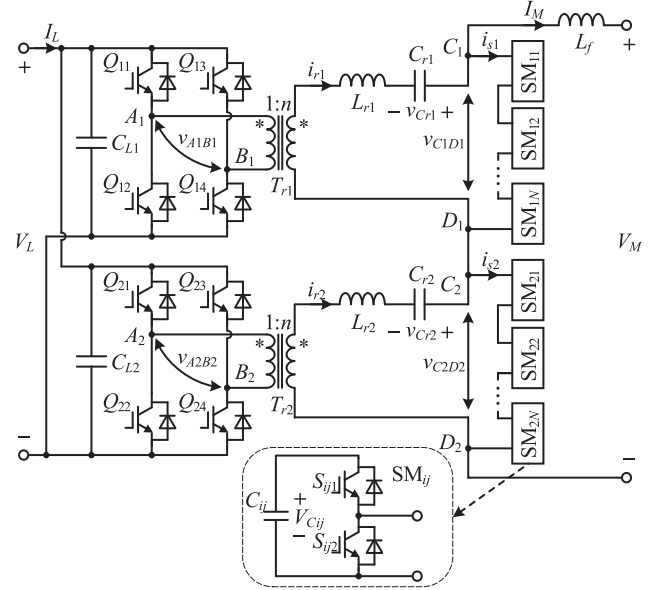 I_L
I_M
+
Q_11
Q_13
C_1
i_s1
L_f
+
i_r1
C_r1
SM_11
1:n
L_r1
− v_Cr1 +
A_1
*
*
C_L1
v_A1B1
B_1
v_C1D1
SM_12
Q_12
Q_14
T_r1
D_1
SM_1N
V_L
V_M
Q_21
Q_23
i_r2
C_r2
C_2
i_s2
SM_21
1:n
L_r2
− v_Cr2 +
A_2
*
*
C_L2
v_A2B2
B_2
v_C2D2
SM_22
Q_22
Q_24
T_r2
D_2
SM_2N
−
−
S_ij1
SM_ij
C_ij
+
V_Cij
−
S_ij2